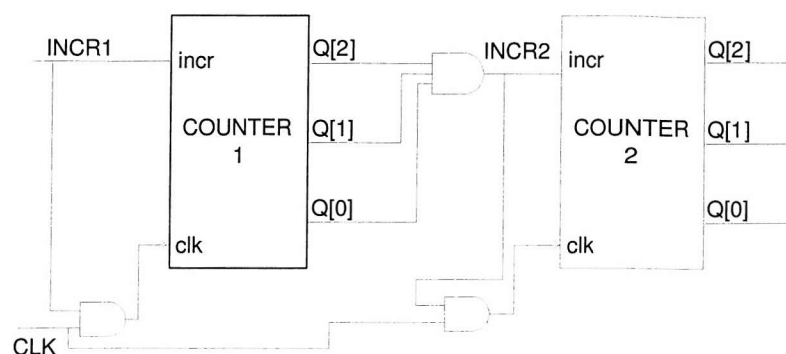 INCR1
incr
COUNTER
1
clk
Q[2]
Q[1]
Q[0]
INCR2
incr
COUNTER
2
clk
Q[2]
Q[1]
Q[0]
CLK